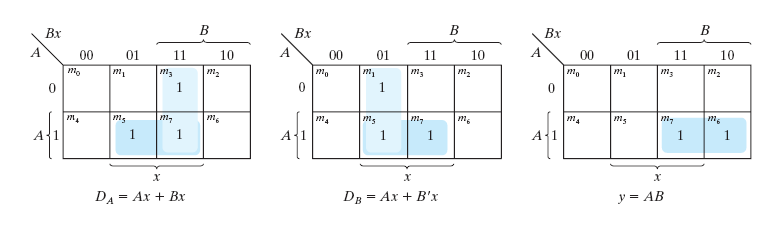 Bx B
A 00 01 11 10
m0 m1 m3 m2
0 1
m4 m5 m7 m6
A 1 1 1
x
D_A = Ax + Bx
Bx B
A 00 01 11 10
m0 m1 m3 m2
0 1
m4 m5 m7 m6
A 1 1 1
x
D_B = Ax + B'x
Bx B
A 00 01 11 10
m0 m1 m3 m2
0
m4 m5 m7 m6
A 1 1 1
x
y = AB